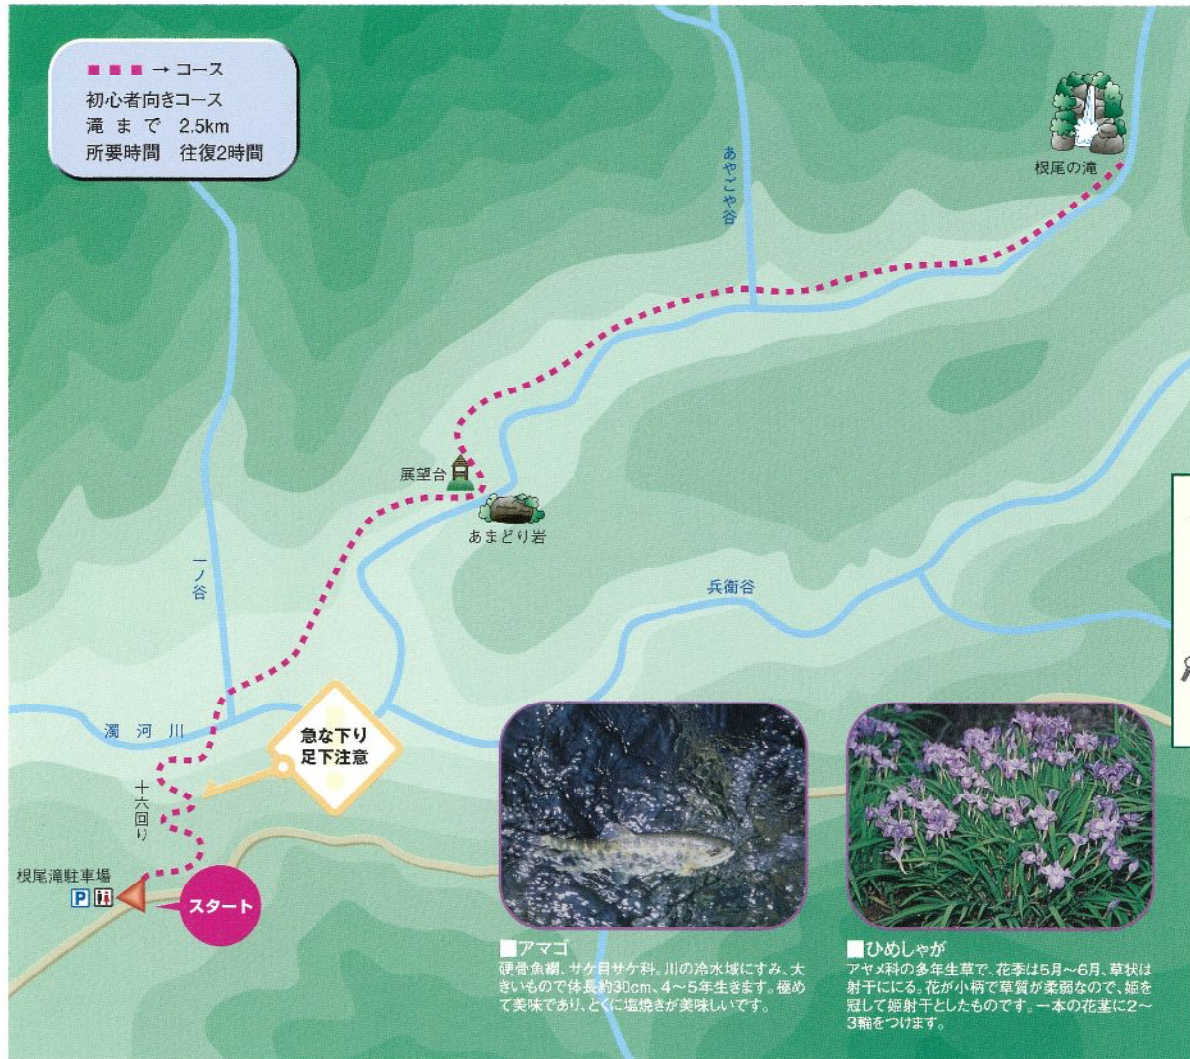 → コース
初心者向きコース
滝まで 2.5km
所要時間 往復2時間
根尾の滝
あやごや谷
展望台
あまどり岩
一ノ谷
兵衛谷
濁河川
急な下り
足下注意
十六回り
根尾滝駐車場
P
スタート
■アマゴ
硬骨魚綱、サケ目サケ科。川の冷水域にすみ、大
きいもので体長約30cm、4〜5年生きます。極め
て美味であり、とくに塩焼きが美味しいです。
■ひめしゃが
アヤメ科の多年生草で、花季は5月〜6月、草状は
射干ににる。花が小柄で草質が柔弱なので、姫を
冠して姫射干としたものです。一本の花茎に2〜
3輪をつけます。